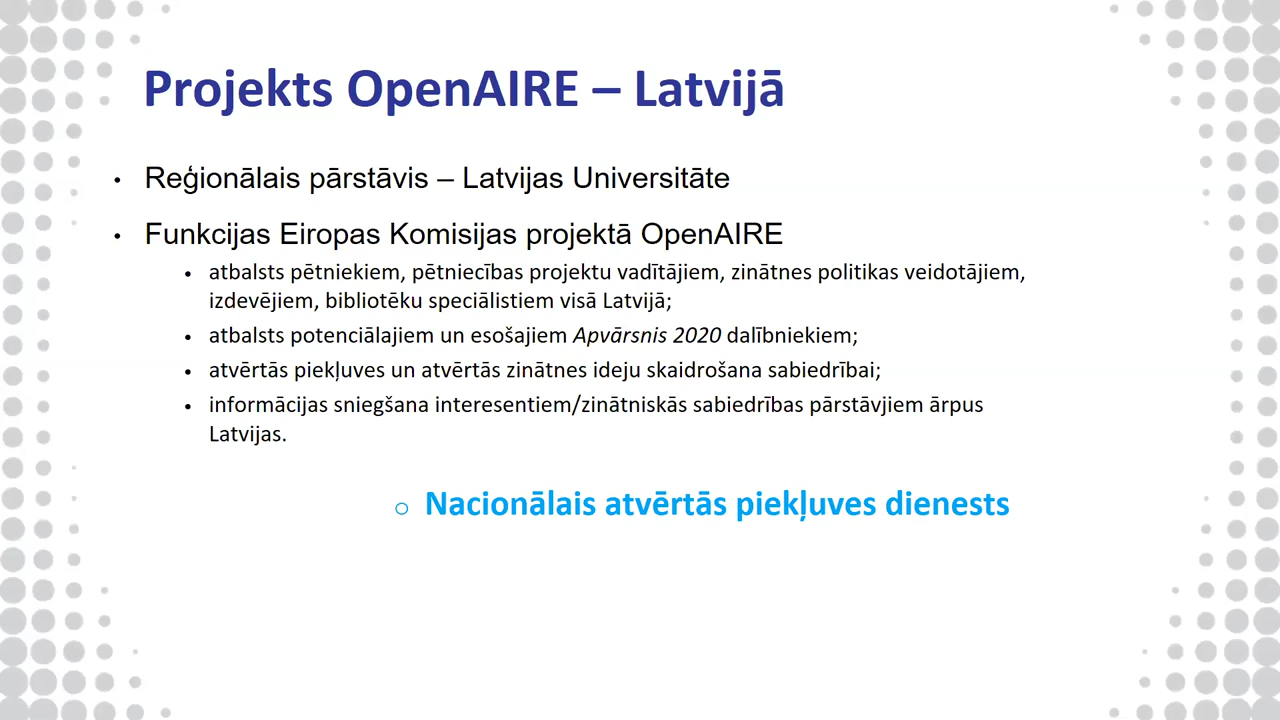 Projekts OpenAIRE – Latvijā
• Reģionālais pārstāvis – Latvijas Universitāte
• Funkcijas Eiropas Komisijas projektā OpenAIRE
• atbalsts pētniekiem, pētniecības projektu vadītājiem, zinātnes politikas veidotājiem,
izdevējiem, bibliotēku speciālistiem visā Latvijā;
• atbalsts potenciālajiem un esošajiem Apvārsnis 2020 dalībniekiem;
• atvērtās piekļuves un atvērtās zinātnes ideju skaidrošana sabiedrībai;
• informācijas sniegšana interesentiem/zinātniskās sabiedrības pārstāvjiem ārpus
Latvijas.
○ Nacionālais atvērtās piekļuves dienests